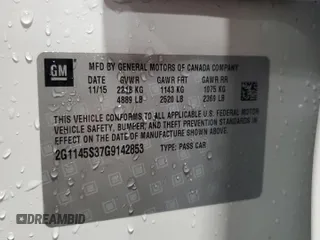 GM
MFD BY GENERAL MOTORS OF CANADA COMPANY
11/15 GVWR GAWR FRT GAWR RR
2218 KG 1143 KG 1075 KG
4889 LB 2520 LB 2369 LB
THIS VEHICLE CONFORMS TO ALL APPLICABLE U.S. FEDERAL MOTOR
VEHICLE SAFETY, BUMPER, AND THEFT PREVENTION STANDARDS
IN EFFECT ON THE DATE OF MANUFACTURE SHOWN ABOVE.
2G1145S37G9142853
TYPE: PASS CAR
DREAMBID